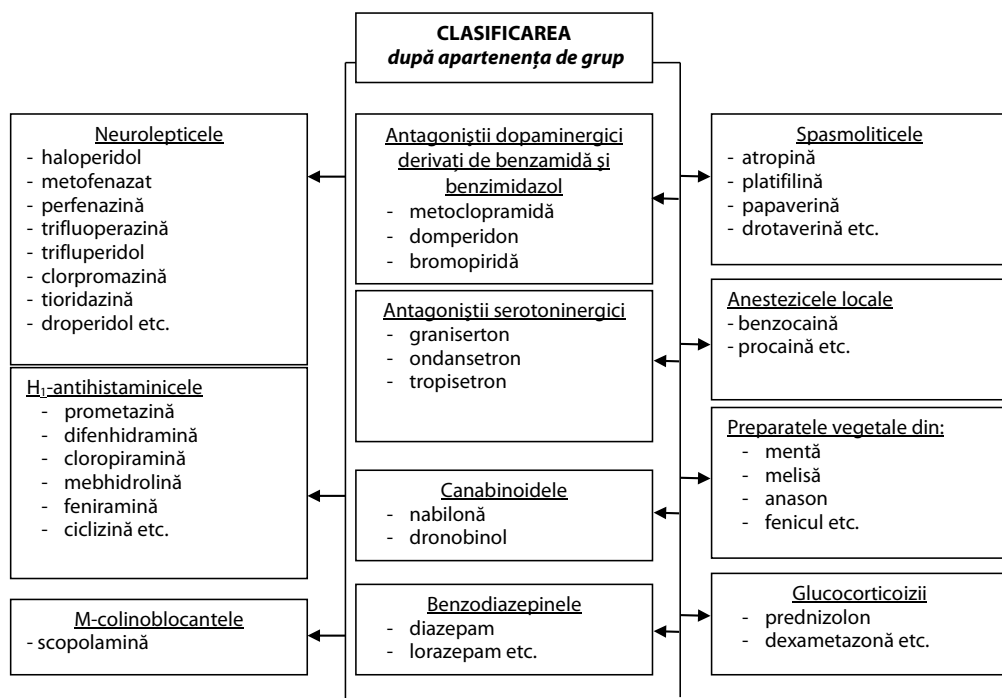 CLASIFICAREA
după apartenența de grup
Neurolepticele
- haloperidol
- metofenazat
- perfenazină
- trifluoperazină
- trifluperidol
- clorpromazină
- tioridazină
- droperidol etc.
H1-antihistaminicele
- prometazină
- difenhidramină
- cloropiramină
- mebhidrolină
- feniramină
- ciclizină etc.
M-colinoblocantele
- scopolamină
Antagoniştii dopaminergici
derivați de benzamidă şi
benzimidazol
- metoclopramidă
- domperidon
- bromopiridă
Antagoniştii serotoninergici
- graniserton
- ondansetron
- tropisetron
Canabinoidele
- nabilonă
- dronobinol
Benzodiazepinele
- diazepam
- lorazepam etc.
Spasmoliticele
- atropină
- platifilină
- papaverină
- drotaverină etc.
Anestezicele locale
- benzocaină
- procaină etc.
Preparatele vegetale din:
- mentă
- melisă
- anason
- fenicul etc.
Glucocorticoizii
- prednizolon
- dexametazonă etc.